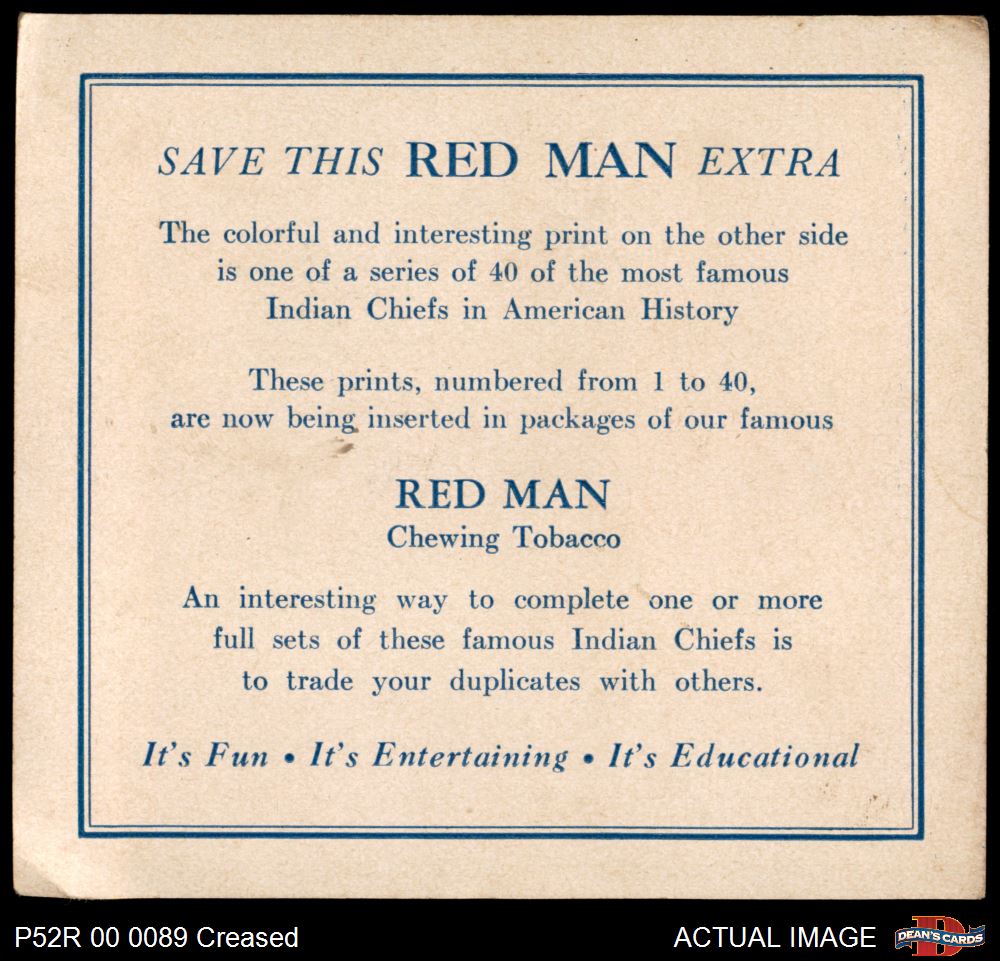 SAVE THIS RED MAN EXTRA
The colorful and interesting print on the other side
is one of a series of 40 of the most famous
Indian Chiefs in American History
These prints, numbered from 1 to 40,
are now being inserted in packages of our famous
RED MAN
Chewing Tobacco
An interesting way to complete one or more
full sets of these famous Indian Chiefs is
to trade your duplicates with others.
It's Fun • It's Entertaining • It's Educational
P52R 00 0089 Creased
ACTUAL IMAGE
D
DEAN'S CARDS